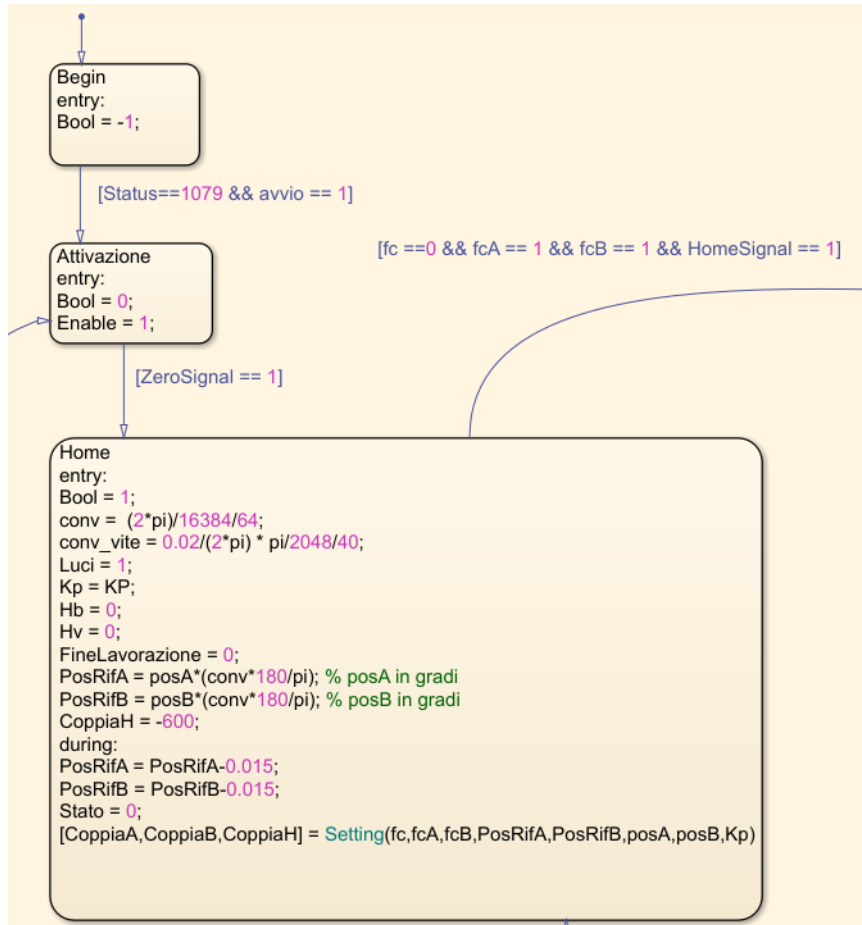 Begin
entry:
Bool = -1;
[Status==1079 && avvio == 1]
Attivazione
entry:
Bool = 0;
Enable = 1;
[fc ==0 && fcA == 1 && fcB == 1 && HomeSignal == 1]
[ZeroSignal == 1]
Home
entry:
Bool = 1;
conv =  (2*pi)/16384/64;
conv_vite = 0.02/(2*pi) * pi/2048/40;
Luci = 1;
Kp = KP;
Hb = 0;
Hv = 0;
FineLavorazione = 0;
PosRifA = posA*(conv*180/pi); % posA in gradi
PosRifB = posB*(conv*180/pi); % posB in gradi
CoppiaH = -600;
during:
PosRifA = PosRifA-0.015;
PosRifB = PosRifB-0.015;
Stato = 0;
[CoppiaA,CoppiaB,CoppiaH] = Setting(fc,fcA,fcB,PosRifA,PosRifB,posA,posB,Kp)